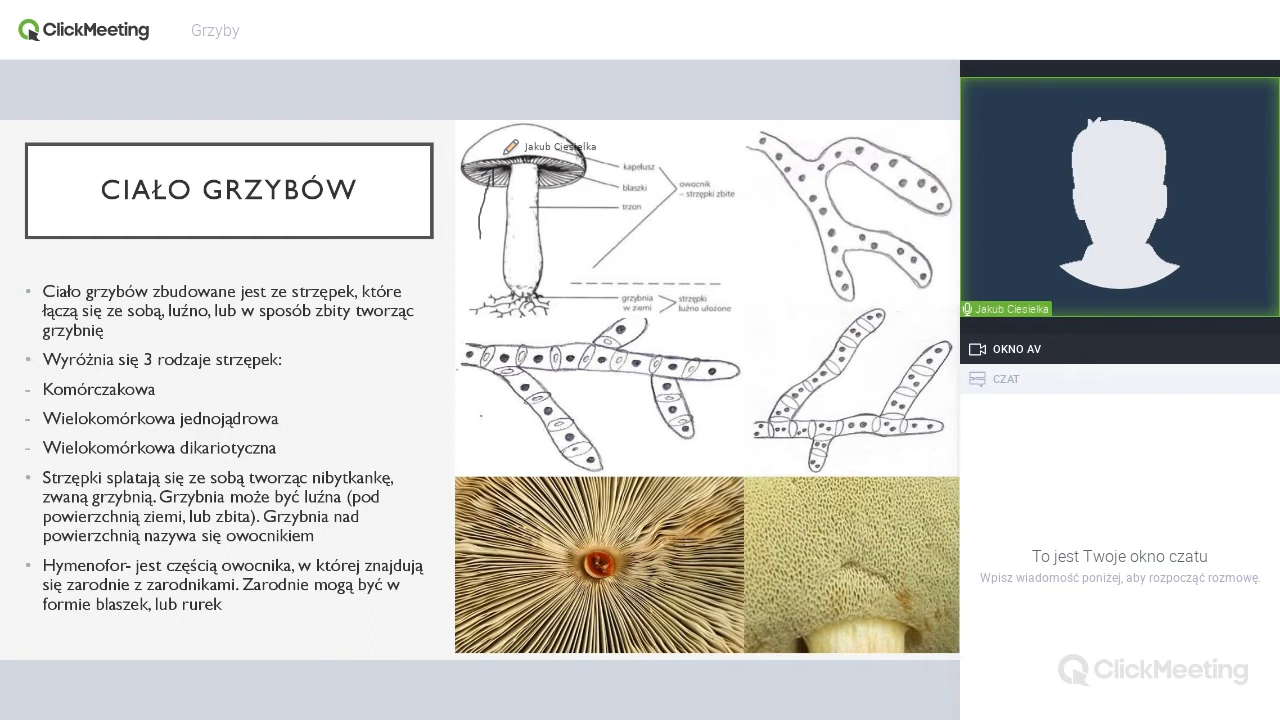 ClickMeeting
Grzyby
CIAŁO GRZYBÓW
• Ciało grzybów zbudowane jest ze strzępek, które
łączą się ze sobą, luźno, lub w sposób zbity tworząc
grzybnię
• Wyróżnia się 3 rodzaje strzępek:
- Komórczakowa
- Wielokomórkowa jednojądrowa
- Wielokomórkowa dikariotyczna
• Strzępki splatają się ze sobą tworząc nibytkankę,
zwaną grzybnią. Grzybnia może być luźna (pod
powierzchnią ziemi, lub zbita). Grzybnia nad
powierzchnią nazywa się owocnikiem
• Hymenofor- jest częścią owocnika, w której znajdują
się zarodnie z zarodnikami. Zarodnie mogą być w
formie blaszek, lub rurek
Jakub Ciesielka
kapelusz
blaszki
trzon
owocnik
– strzępki zbite
grzybnia
w ziemi
strzępki
luźno ułożone
Jakub Ciesielka
OKNO AV
CZAT
To jest Twoje okno czatu
Wpisz wiadomość poniżej, aby rozpocząć rozmowę.
ClickMeeting